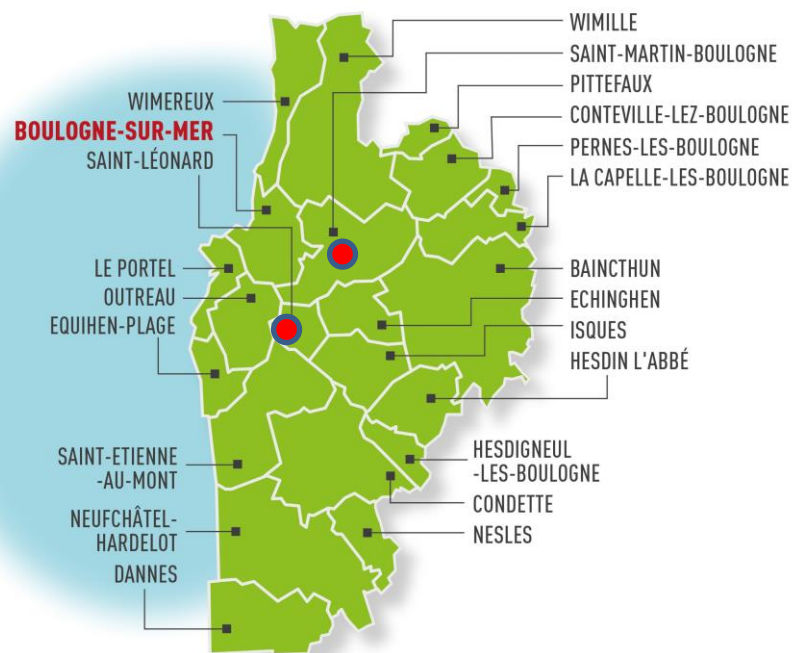 WIMILLE
SAINT-MARTIN-BOULOGNE
PITTEFAUX
CONTEVILLE-LEZ-BOULOGNE
PERNES-LES-BOULOGNE
LA CAPELLE-LES-BOULOGNE
WIMEREUX
BOULOGNE-SUR-MER
SAINT-LÉONARD
LE PORTEL
OUTREAU
EQUIHEN-PLAGE
BAINCTHUN
ECHINGHEN
ISQUES
HESDIN L'ABBÉ
SAINT-ETIENNE
-AU-MONT
NEUFCHÂTEL-
HARDELOT
DANNES
HESDIGNEUL
-LES-BOULOGNE
CONDETTE
NESLES